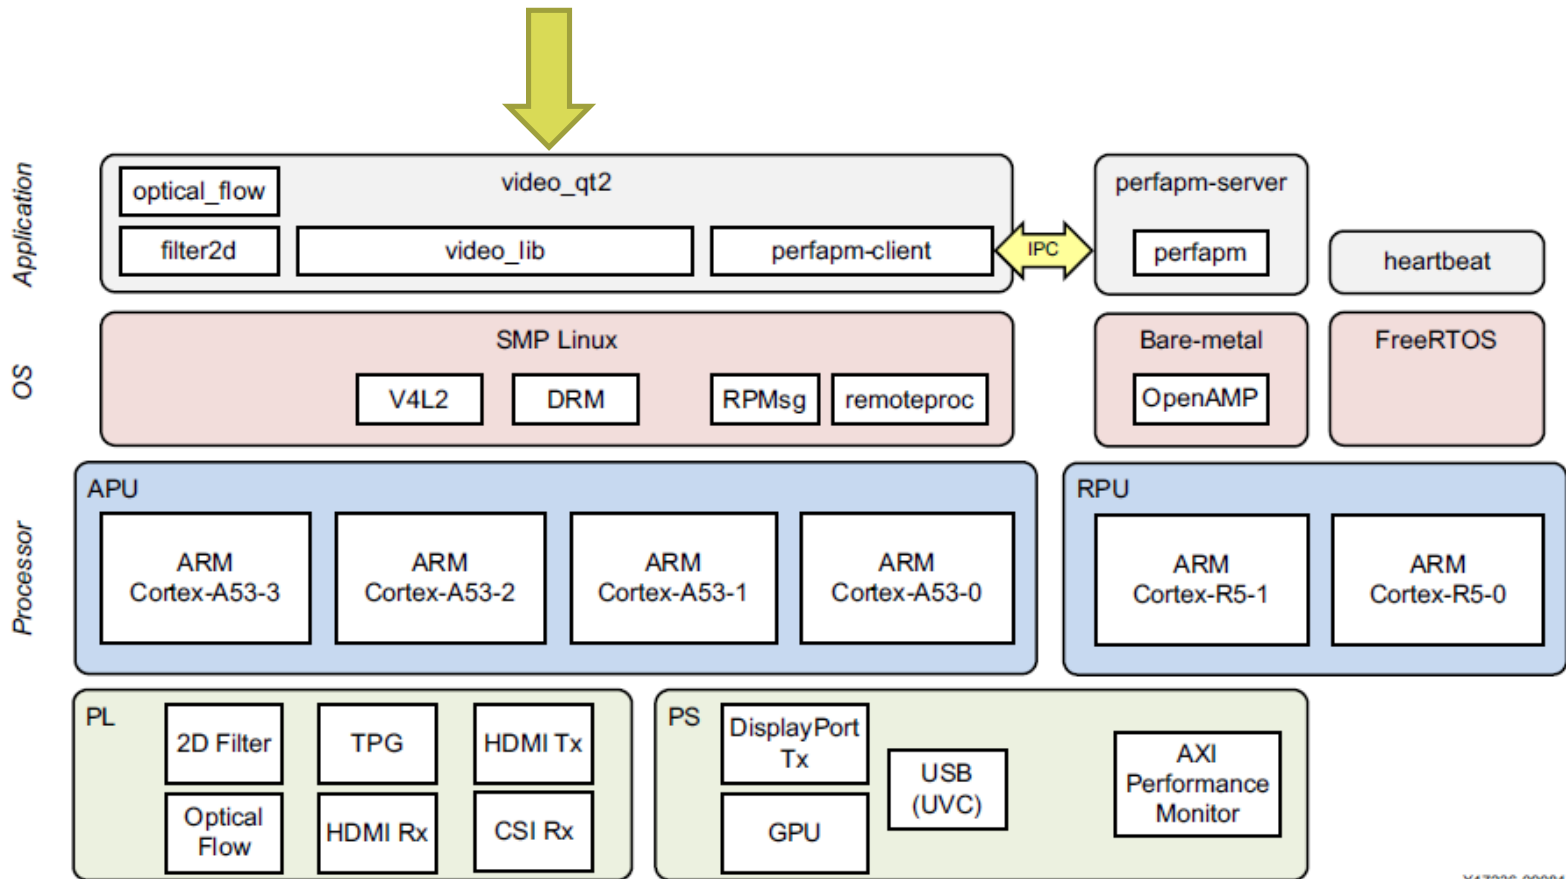 Application
optical_flow
video_qt2
filter2d
video_lib
perfapm-client
IPC
perfapm-server
perfapm
heartbeat
OS
SMP Linux
V4L2
DRM
RPMsg
remoteproc
Bare-metal
OpenAMP
FreeRTOS
Processor
APU
ARM
Cortex-A53-3
ARM
Cortex-A53-2
ARM
Cortex-A53-1
ARM
Cortex-A53-0
RPU
ARM
Cortex-R5-1
ARM
Cortex-R5-0
PL
2D Filter
TPG
HDMI Tx
Optical
Flow
HDMI Rx
CSI Rx
PS
DisplayPort
Tx
GPU
USB
(UVC)
AXI
Performance
Monitor